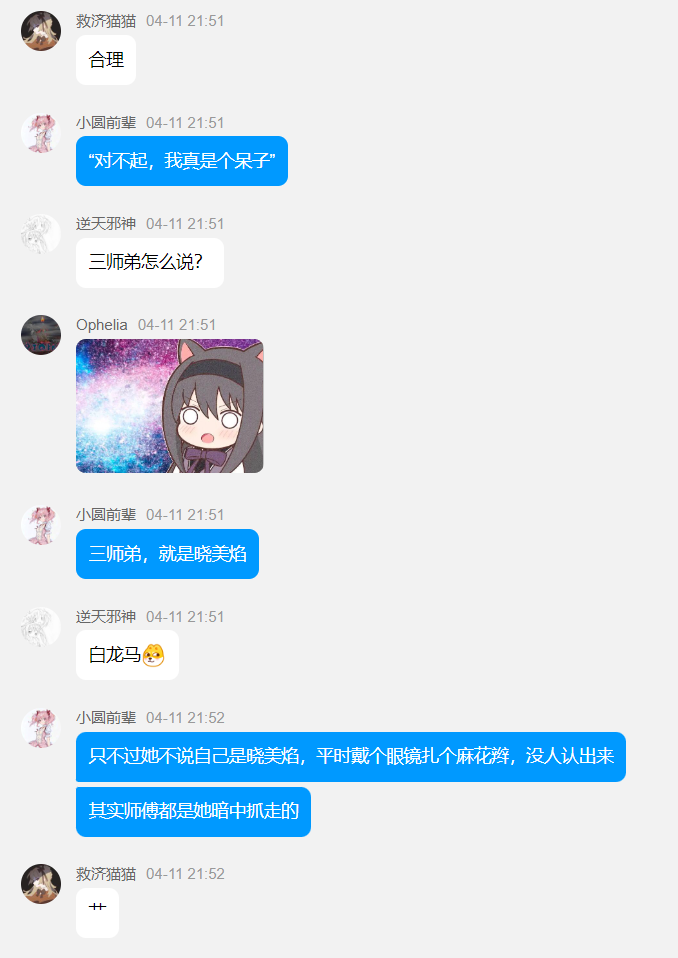 救济猫猫 04-11 21:51
合理
小圆前辈 04-11 21:51
“对不起，我真是个呆子”
逆天邪神 04-11 21:51
三师弟怎么说？
Ophelia 04-11 21:51
小圆前辈 04-11 21:51
三师弟，就是晓美焰
逆天邪神 04-11 21:51
白龙马
小圆前辈 04-11 21:52
只不过她不说自己是晓美焰，平时戴个眼镜扎个麻花辫，没人认出来
其实师傅都是她暗中抓走的
救济猫猫 04-11 21:52
艹